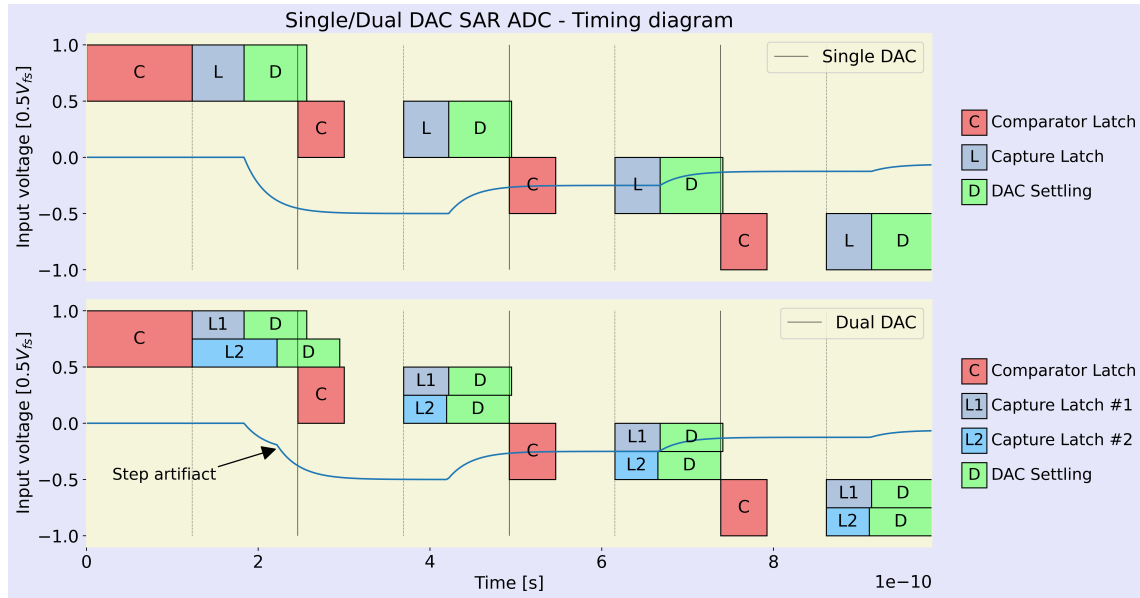 Single/Dual DAC SAR ADC - Timing diagram
Input voltage [0.5V_fs]
1.0
0.5
0.0
−0.5
−1.0
C
L
D
C
L
D
C
L
D
C
L
D
Single DAC
C Comparator Latch
L Capture Latch
D DAC Settling
Input voltage [0.5V_fs]
1.0
0.5
0.0
−0.5
−1.0
C
L1
D
L2
D
C
L1
D
L2
D
C
L1
D
L2
D
C
L1
D
L2
D
Step artifiact
Dual DAC
C Comparator Latch
L1 Capture Latch #1
L2 Capture Latch #2
D DAC Settling
0
2
4
6
8
Time [s]
1e−10